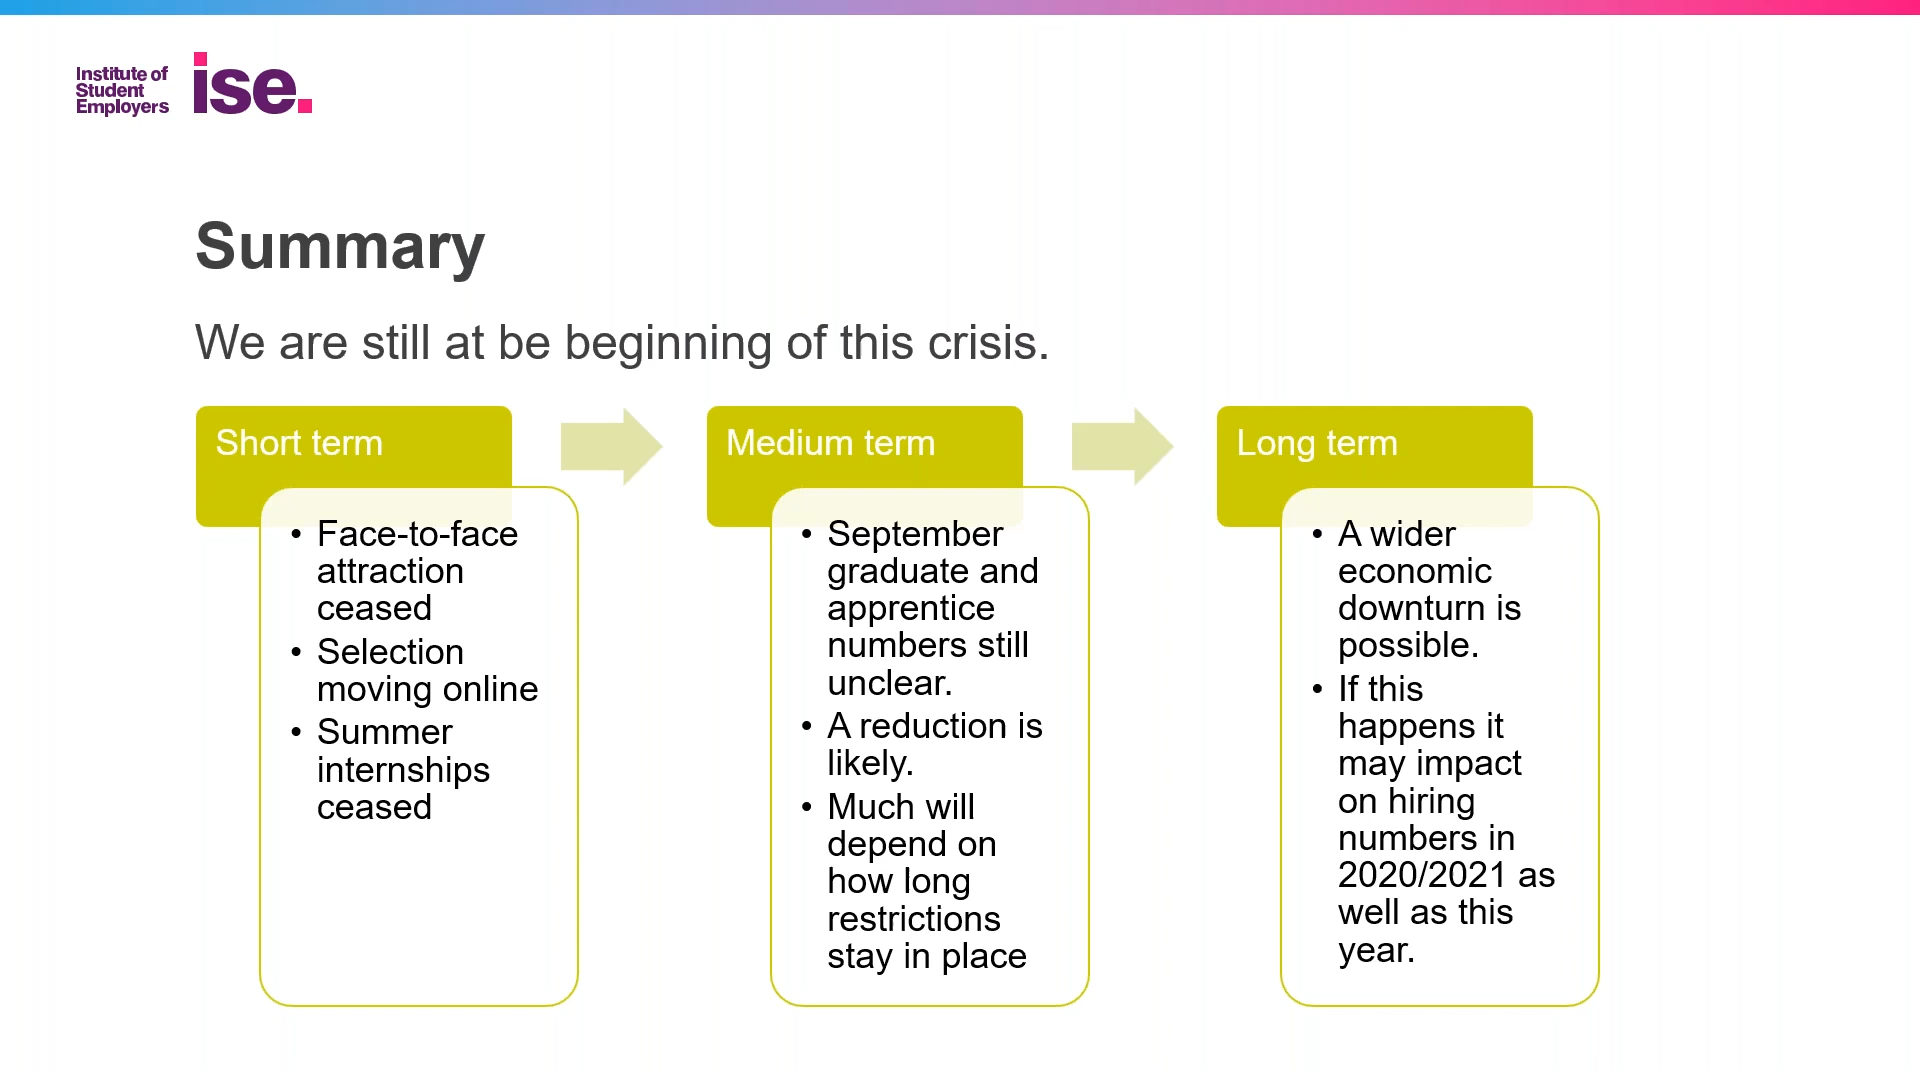 Institute of
Student
Employers
ise.
Summary
We are still at be beginning of this crisis.
Short term
• Face-to-face
attraction
ceased
• Selection
moving online
• Summer
internships
ceased
Medium term
• September
graduate and
apprentice
numbers still
unclear.
• A reduction is
likely.
• Much will
depend on
how long
restrictions
stay in place
Long term
• A wider
economic
downturn is
possible.
• If this
happens it
may impact
on hiring
numbers in
2020/2021 as
well as this
year.